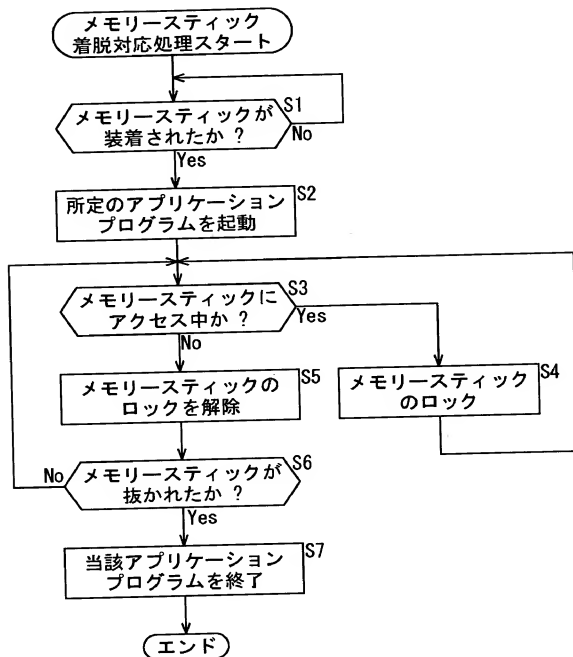 メモリースティック
着脱対応処理スタート
S1
メモリースティックが
装着されたか ?
No
Yes
S2
所定のアプリケーション
プログラムを起動
S3
メモリースティックに
アクセス中か ?
Yes
No
S5
メモリースティックの
ロックを解除
S4
メモリースティック
のロック
S6
メモリースティックが
抜かれたか ?
No
Yes
S7
当該アプリケーション
プログラムを終了
エンド